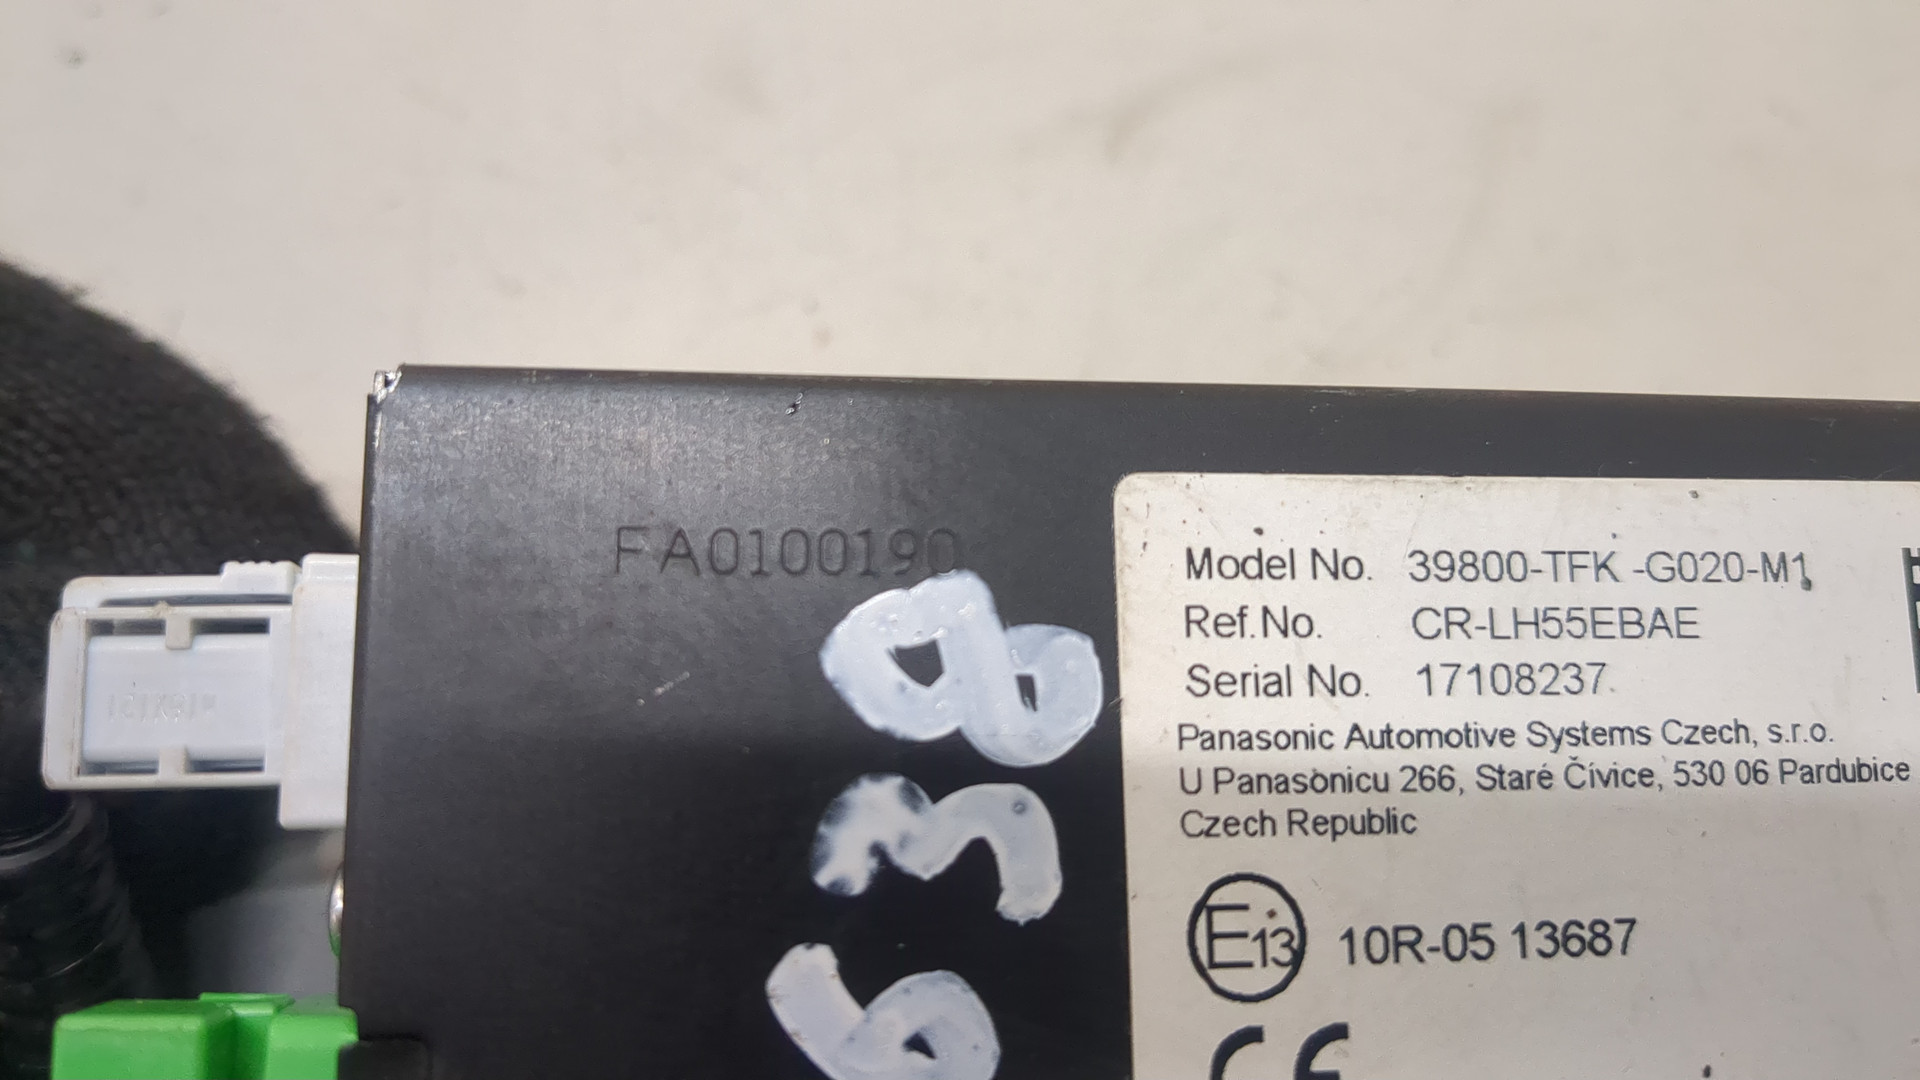 FA0100190
Model No. 39800-TFK -G020-M1
Ref.No. CR-LH55EBAE
Serial No. 17108237
Panasonic Automotive Systems Czech, s.r.o.
U Panasonicu 266, Staré Čívice, 530 06 Pardubice
Czech Republic
E13 10R-05 13687
CE